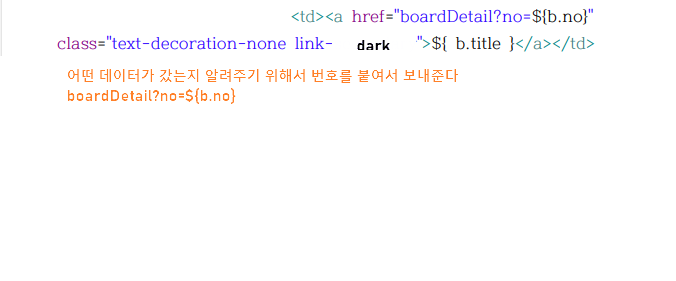 <td><a href="boardDetail?no=${b.no}"
class="text-decoration-none link- dark ">${ b.title }</a></td>
어떤 데이터가 갔는지 알려주기 위해서 번호를 붙여서 보내준다
boardDetail?no=${b.no}